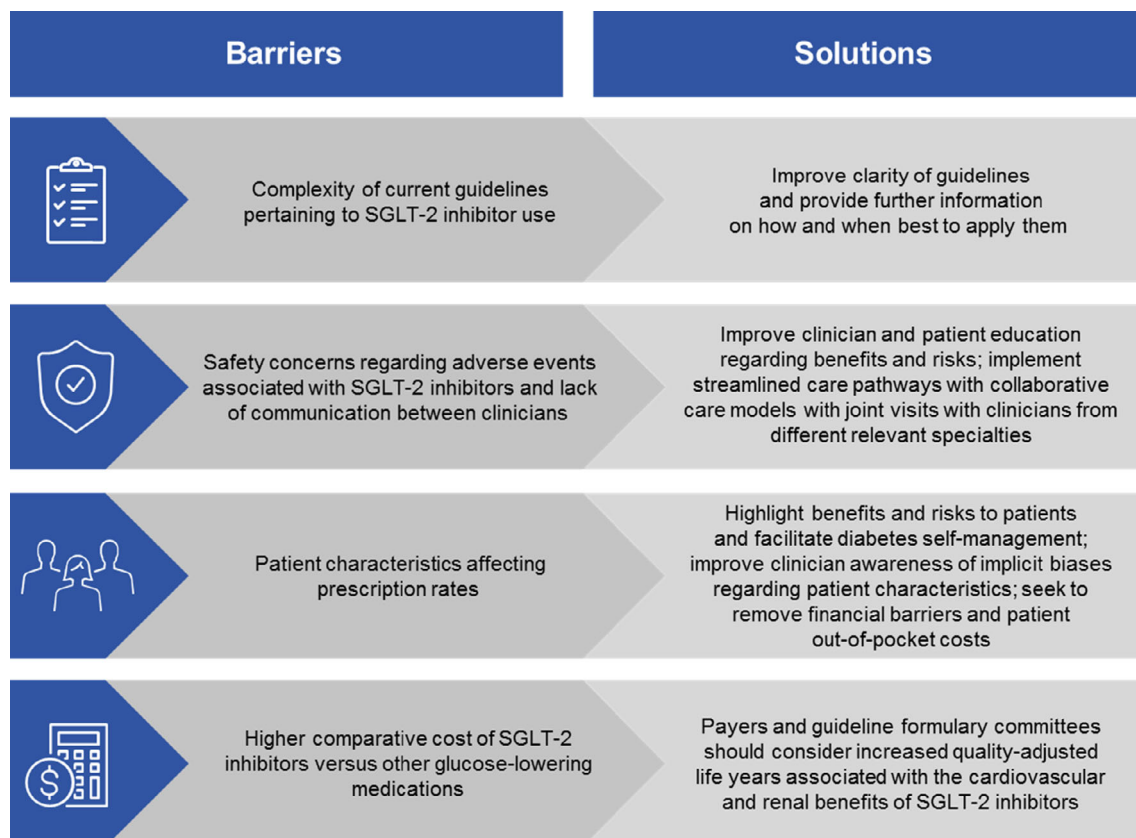 Barriers
Solutions
Complexity of current guidelines
pertaining to SGLT-2 inhibitor use
Improve clarity of guidelines
and provide further information
on how and when best to apply them
Safety concerns regarding adverse events
associated with SGLT-2 inhibitors and lack
of communication between clinicians
Improve clinician and patient education
regarding benefits and risks; implement
streamlined care pathways with collaborative
care models with joint visits with clinicians from
different relevant specialties
Patient characteristics affecting
prescription rates
Highlight benefits and risks to patients
and facilitate diabetes self-management;
improve clinician awareness of implicit biases
regarding patient characteristics; seek to
remove financial barriers and patient
out-of-pocket costs
$
Higher comparative cost of SGLT-2
inhibitors versus other glucose-lowering
medications
Payers and guideline formulary committees
should consider increased quality-adjusted
life years associated with the cardiovascular
and renal benefits of SGLT-2 inhibitors